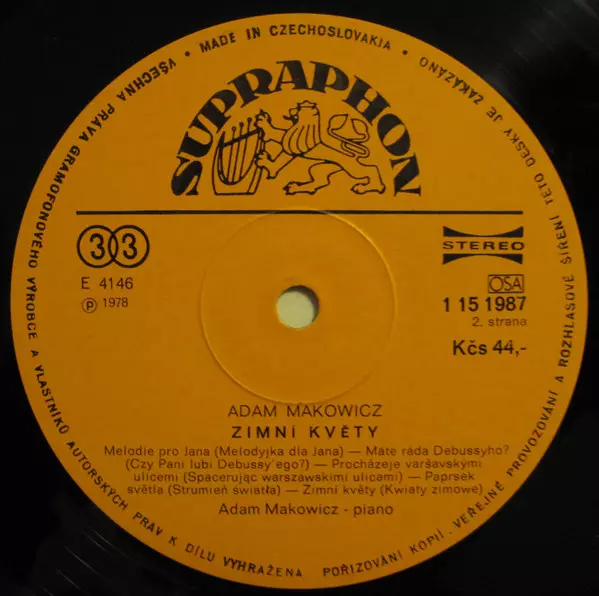 • MADE IN CZECHOSLOVAKIA •
VŠECHNA PRÁVA GRAMOFONOVÉHO VÝROBCE A VLASTNÍKŮ AUTORSKÝCH PRÁV K DÍLU VYHRAŽENA POŘIZOVÁNÍ KOPIÍ, VEŘEJNÉ PROVOZOVÁNÍ A ROZHLASOVÉ ŠÍŘENÍ TÉTO DESKY JE ZAKÁZÁNO
SUPRAPHON
33
STEREO
E 4146
OSA
℗ 1978
1 15 1987
2. strana
Kčs 44,-
ADAM MAKOWICZ
ZIMNÍ KVĚTY
Melodie pro Jana (Melodyjka dla Jana) — Máte ráda Debussyho?
(Czy Pani lubi Debussy'ego?) — Procházeje varšavskými
ulicemi (Spacerując warszawskimi ulicami) — Paprsek
světla (Strumień światła) — Zimní květy (Kwiaty zimowe)
Adam Makowicz - piano